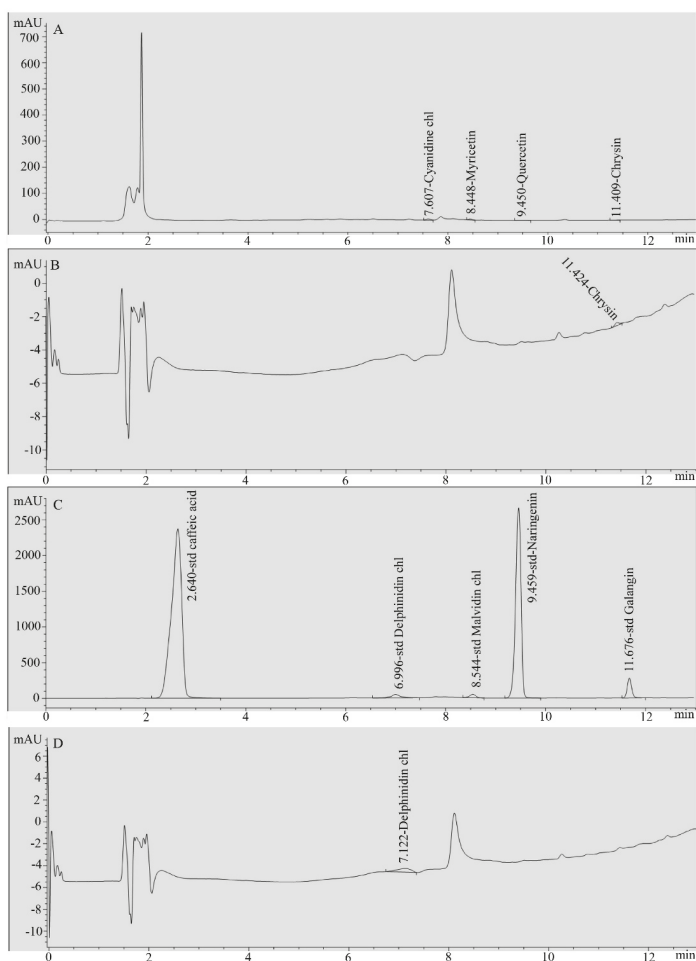 mAU
A
700
600
500
400
300
200
100
0
7.607-Cyanidine chl
8.448-Myricetin
9.450-Quercetin
11.409-Chrysin
0 2 4 6 8 10 12 min
mAU
B
0
-2
-4
-6
-8
-10
11.424-Chrysin
0 2 4 6 8 10 12 min
mAU
C
2500
2000
1500
1000
500
0
2.640-std caffeic acid
6.996-std Delphinidin chl
8.544-std Malvidin chl
9.459-std-Naringenin
11.676-std Galangin
0 2 4 6 8 10 12 min
mAU
D
6
4
2
0
-2
-4
-6
-8
-10
7.122-Delphinidin chl
0 2 4 6 8 10 12 min